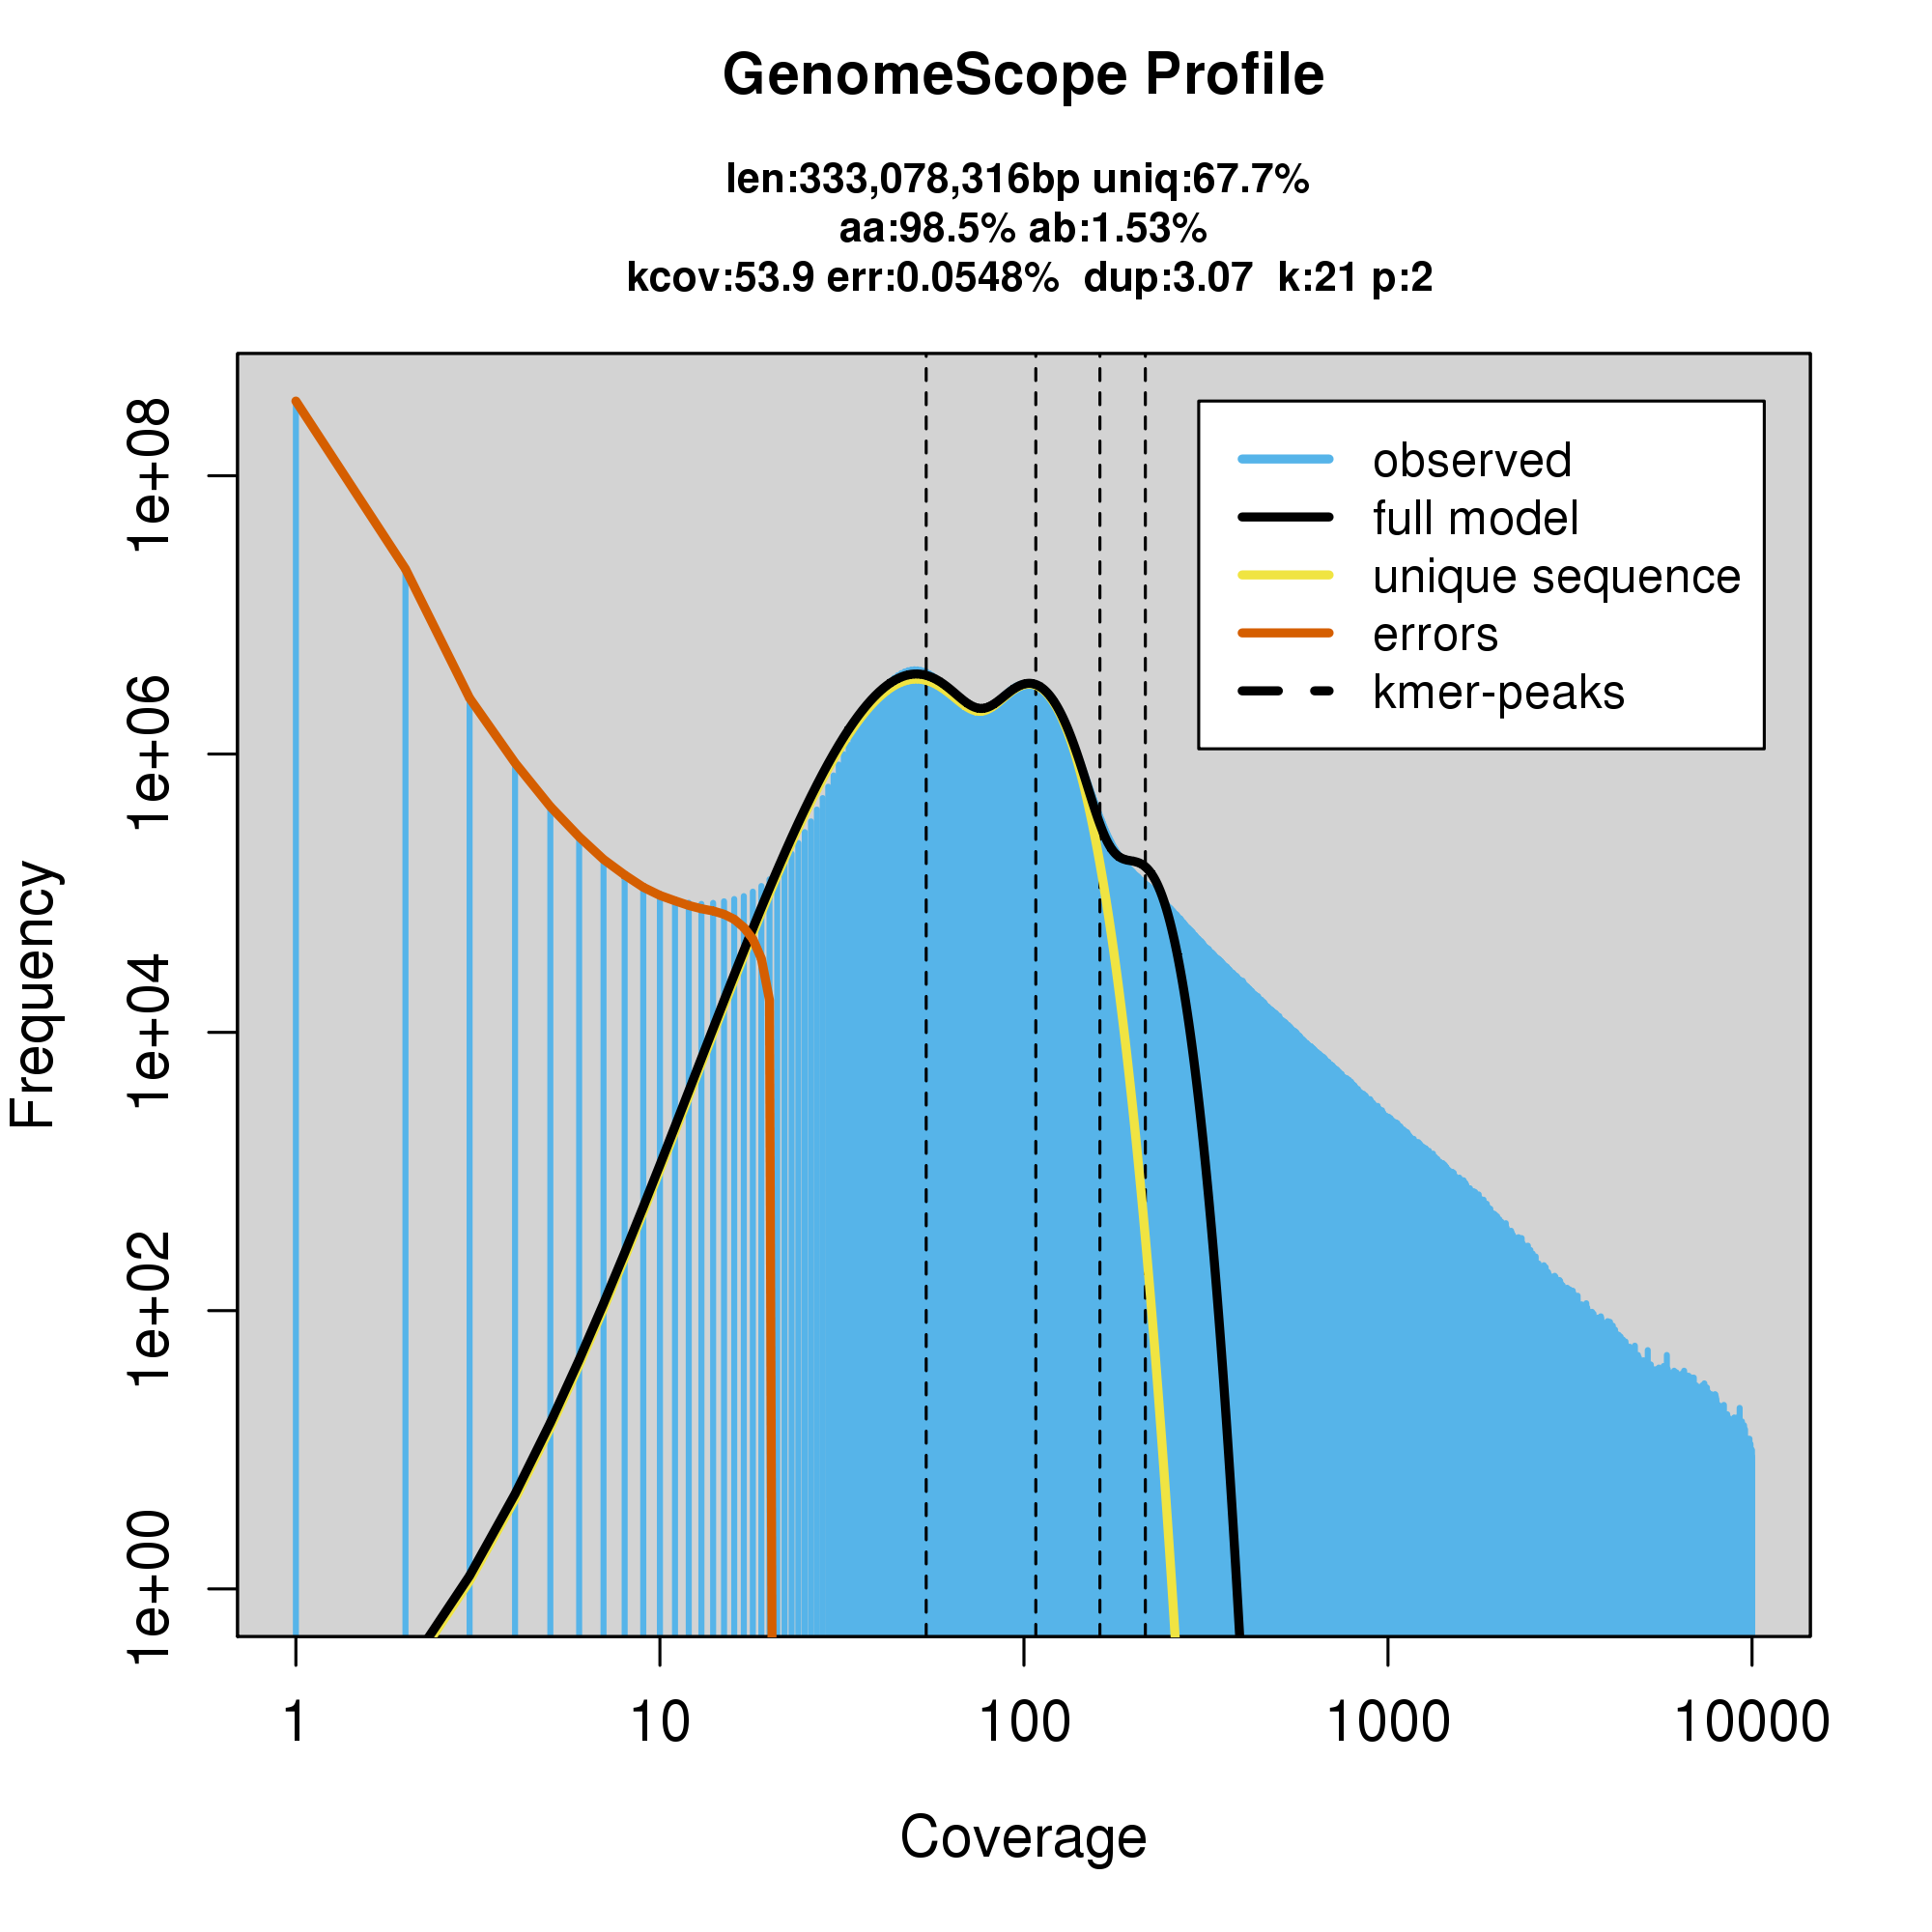 GenomeScope Profile
len:333,078,316bp uniq:67.7%
aa:98.5% ab:1.53%
kcov:53.9 err:0.0548% dup:3.07 k:21 p:2
observed
full model
unique sequence
errors
kmer-peaks
Frequency
1e+08
1e+06
1e+04
1e+02
1e+00
1
10
100
1000
10000
Coverage